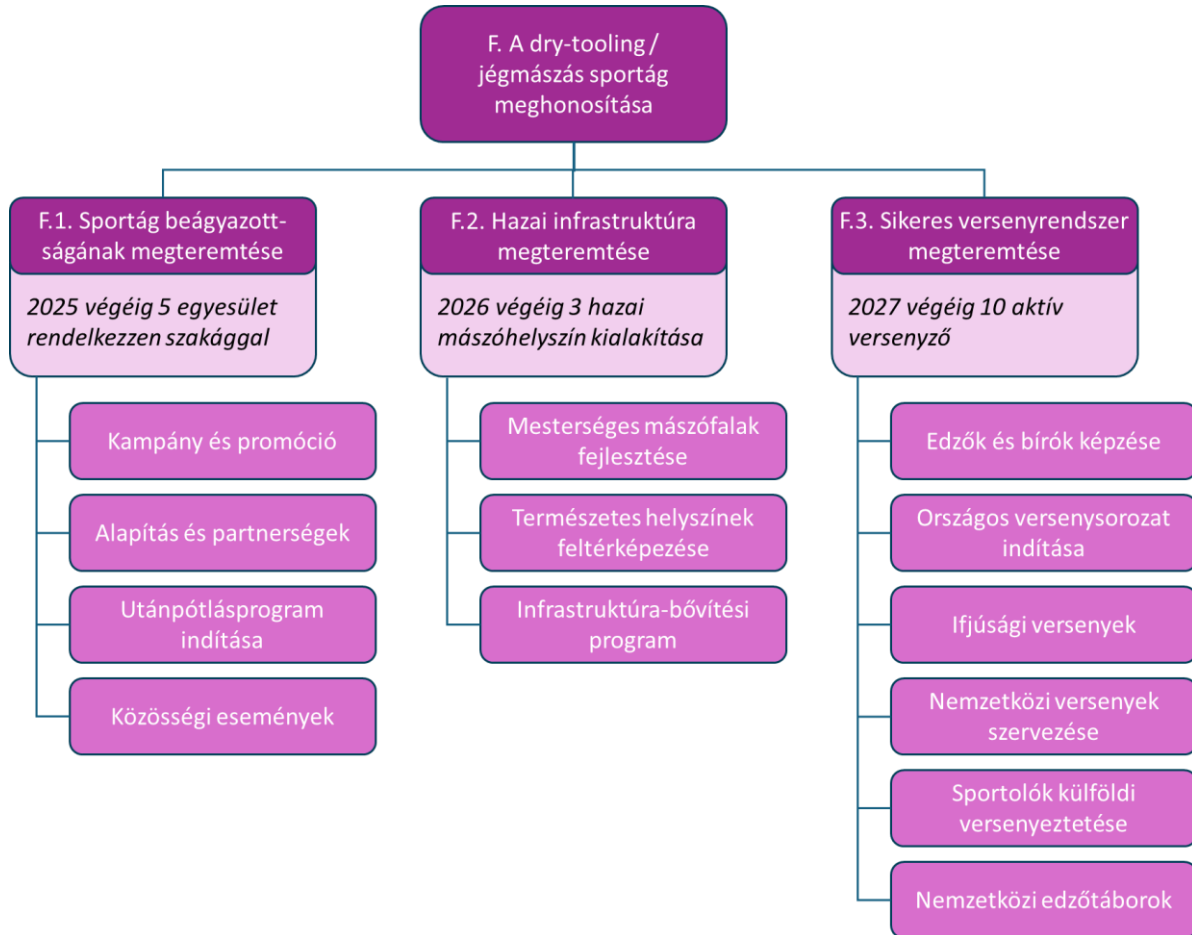 F. A dry-tooling /
jégmászás sportág
meghonosítása
F.1. Sportág beágyazott-
ságának megteremtése
2025 végéig 5 egyesület
rendelkezzen szakággal
Kampány és promóció
Alapítás és partnerségek
Utánpótlásprogram
indítása
Közösségi események
F.2. Hazai infrastruktúra
megteremtése
2026 végéig 3 hazai
mászóhelyszín kialakítása
Mesterséges mászófalak
fejlesztése
Természetes helyszínek
feltérképezése
Infrastruktúra-bővítési
program
F.3. Sikeres versenyrendszer
megteremtése
2027 végéig 10 aktív
versenyző
Edzők és bírók képzése
Országos versenysorozat
indítása
Ifjúsági versenyek
Nemzetközi versenyek
szervezése
Sportolók külföldi
versenyeztetése
Nemzetközi edzőtáborok